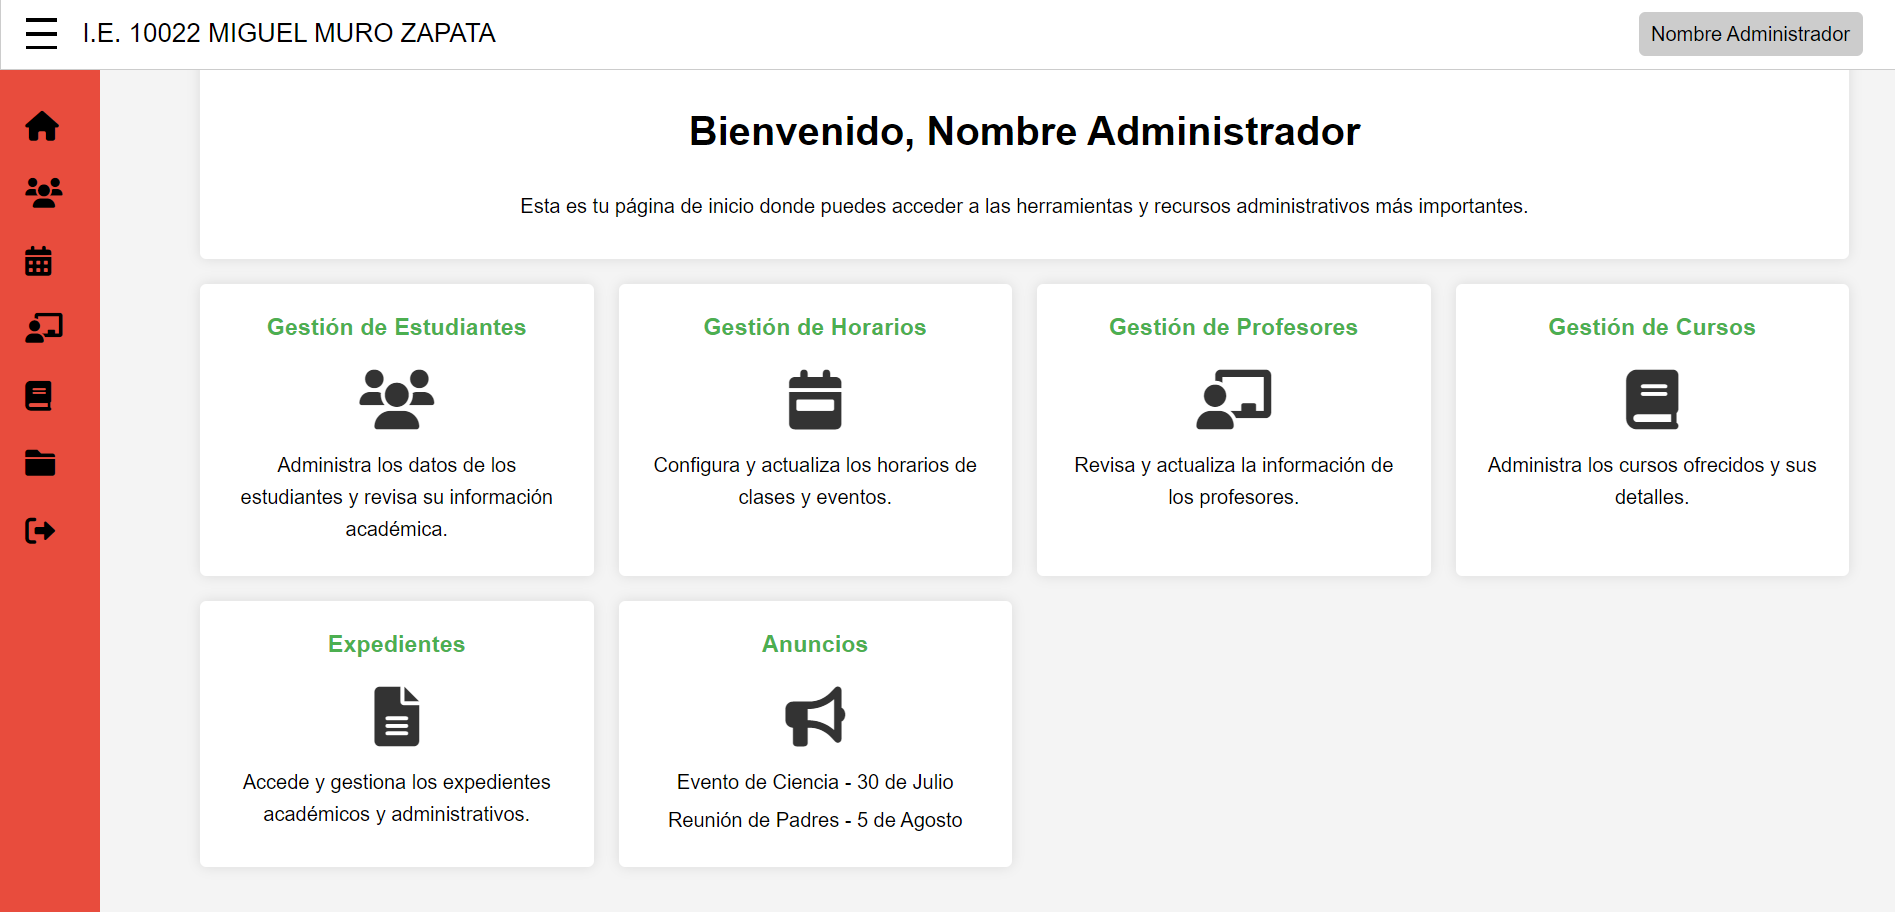 I.E. 10022 MIGUEL MURO ZAPATA
Nombre Administrador
Bienvenido, Nombre Administrador
Esta es tu página de inicio donde puedes acceder a las herramientas y recursos administrativos más importantes.
Gestión de Estudiantes
Administra los datos de los
estudiantes y revisa su información
académica.
Gestión de Horarios
Configura y actualiza los horarios de
clases y eventos.
Gestión de Profesores
Revisa y actualiza la información de
los profesores.
Gestión de Cursos
Administra los cursos ofrecidos y sus
detalles.
Expedientes
Accede y gestiona los expedientes
académicos y administrativos.
Anuncios
Evento de Ciencia - 30 de Julio
Reunión de Padres - 5 de Agosto